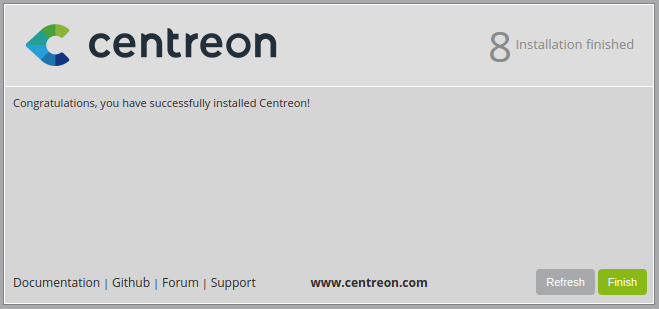 centreon
8 Installation finished
Congratulations, you have successfully installed Centreon!
Documentation | Github | Forum | Support
www.centreon.com
Refresh
Finish